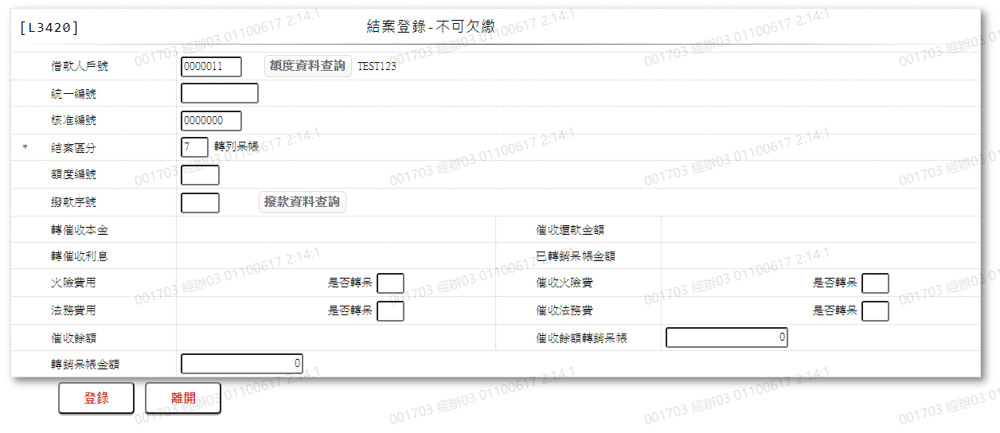 [L3420] 結案登錄-不可欠繳
借款人戶號 0000011 額度資料查詢 TEST123
統一編號
核准編號 0000000
* 結案區分 7 轉列呆帳
額度編號
撥款序號 撥款資料查詢
轉催收本金 催收還款金額
轉催收利息 已轉銷呆帳金額
火險費用 是否轉呆 催收火險費 是否轉呆
法務費用 是否轉呆 催收法務費 是否轉呆
催收餘額 催收餘額轉銷呆帳 0
轉銷呆帳金額 0
登錄 離開
001703 經辦03 01100617 2:14:1